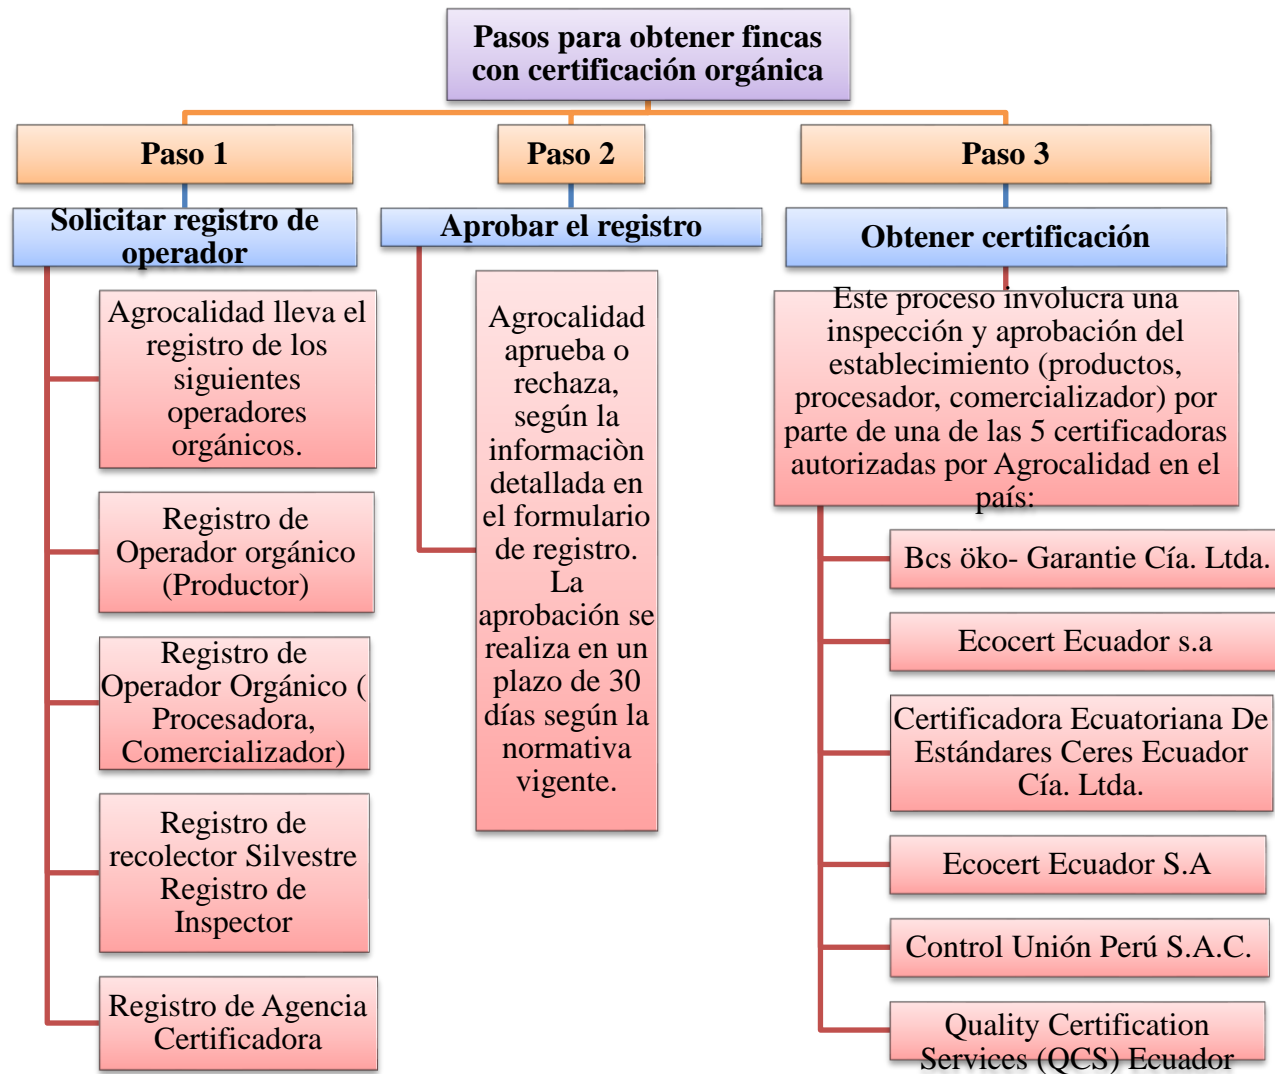 Pasos para obtener fincas
con certificación orgánica
Paso 1
Solicitar registro de
operador
Agrocalidad lleva el
registro de los
siguientes
operadores
orgánicos.
Registro de
Operador orgánico
(Productor)
Registro de
Operador Orgánico (
Procesadora,
Comercializador)
Registro de
recolector Silvestre
Registro de
Inspector
Registro de Agencia
Certificadora
Paso 2
Aprobar el registro
Agrocalidad
aprueba o
rechaza,
según la
informaciòn
detallada en
el formulario
de registro.
La
aprobación se
realiza en un
plazo de 30
días según la
normativa
vigente.
Paso 3
Obtener certificación
Este proceso involucra una
inspección y aprobación del
establecimiento (productos,
procesador, comercializador) por
parte de una de las 5 certificadoras
autorizadas por Agrocalidad en el
país:
Bcs öko- Garantie Cía. Ltda.
Ecocert Ecuador s.a
Certificadora Ecuatoriana De
Estándares Ceres Ecuador
Cía. Ltda.
Ecocert Ecuador S.A
Control Unión Perú S.A.C.
Quality Certification
Services (QCS) Ecuador